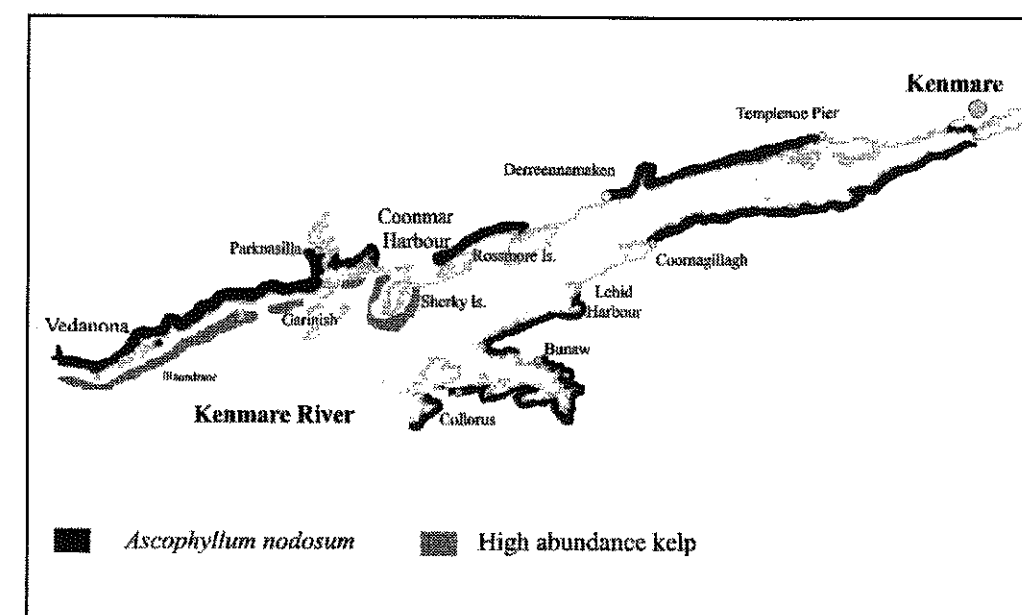 Kenmare
Templenoe Pier
Derreennamaken
Coonmar
Harbour
Parknasilla
Rossmore Is.
Coornagillagh
Sherky Is.
Lehid
Harbour
Garinish
Vedanona
Bunaw
Kenmare River
Collorus
Ascophyllum nodosum
High abundance kelp